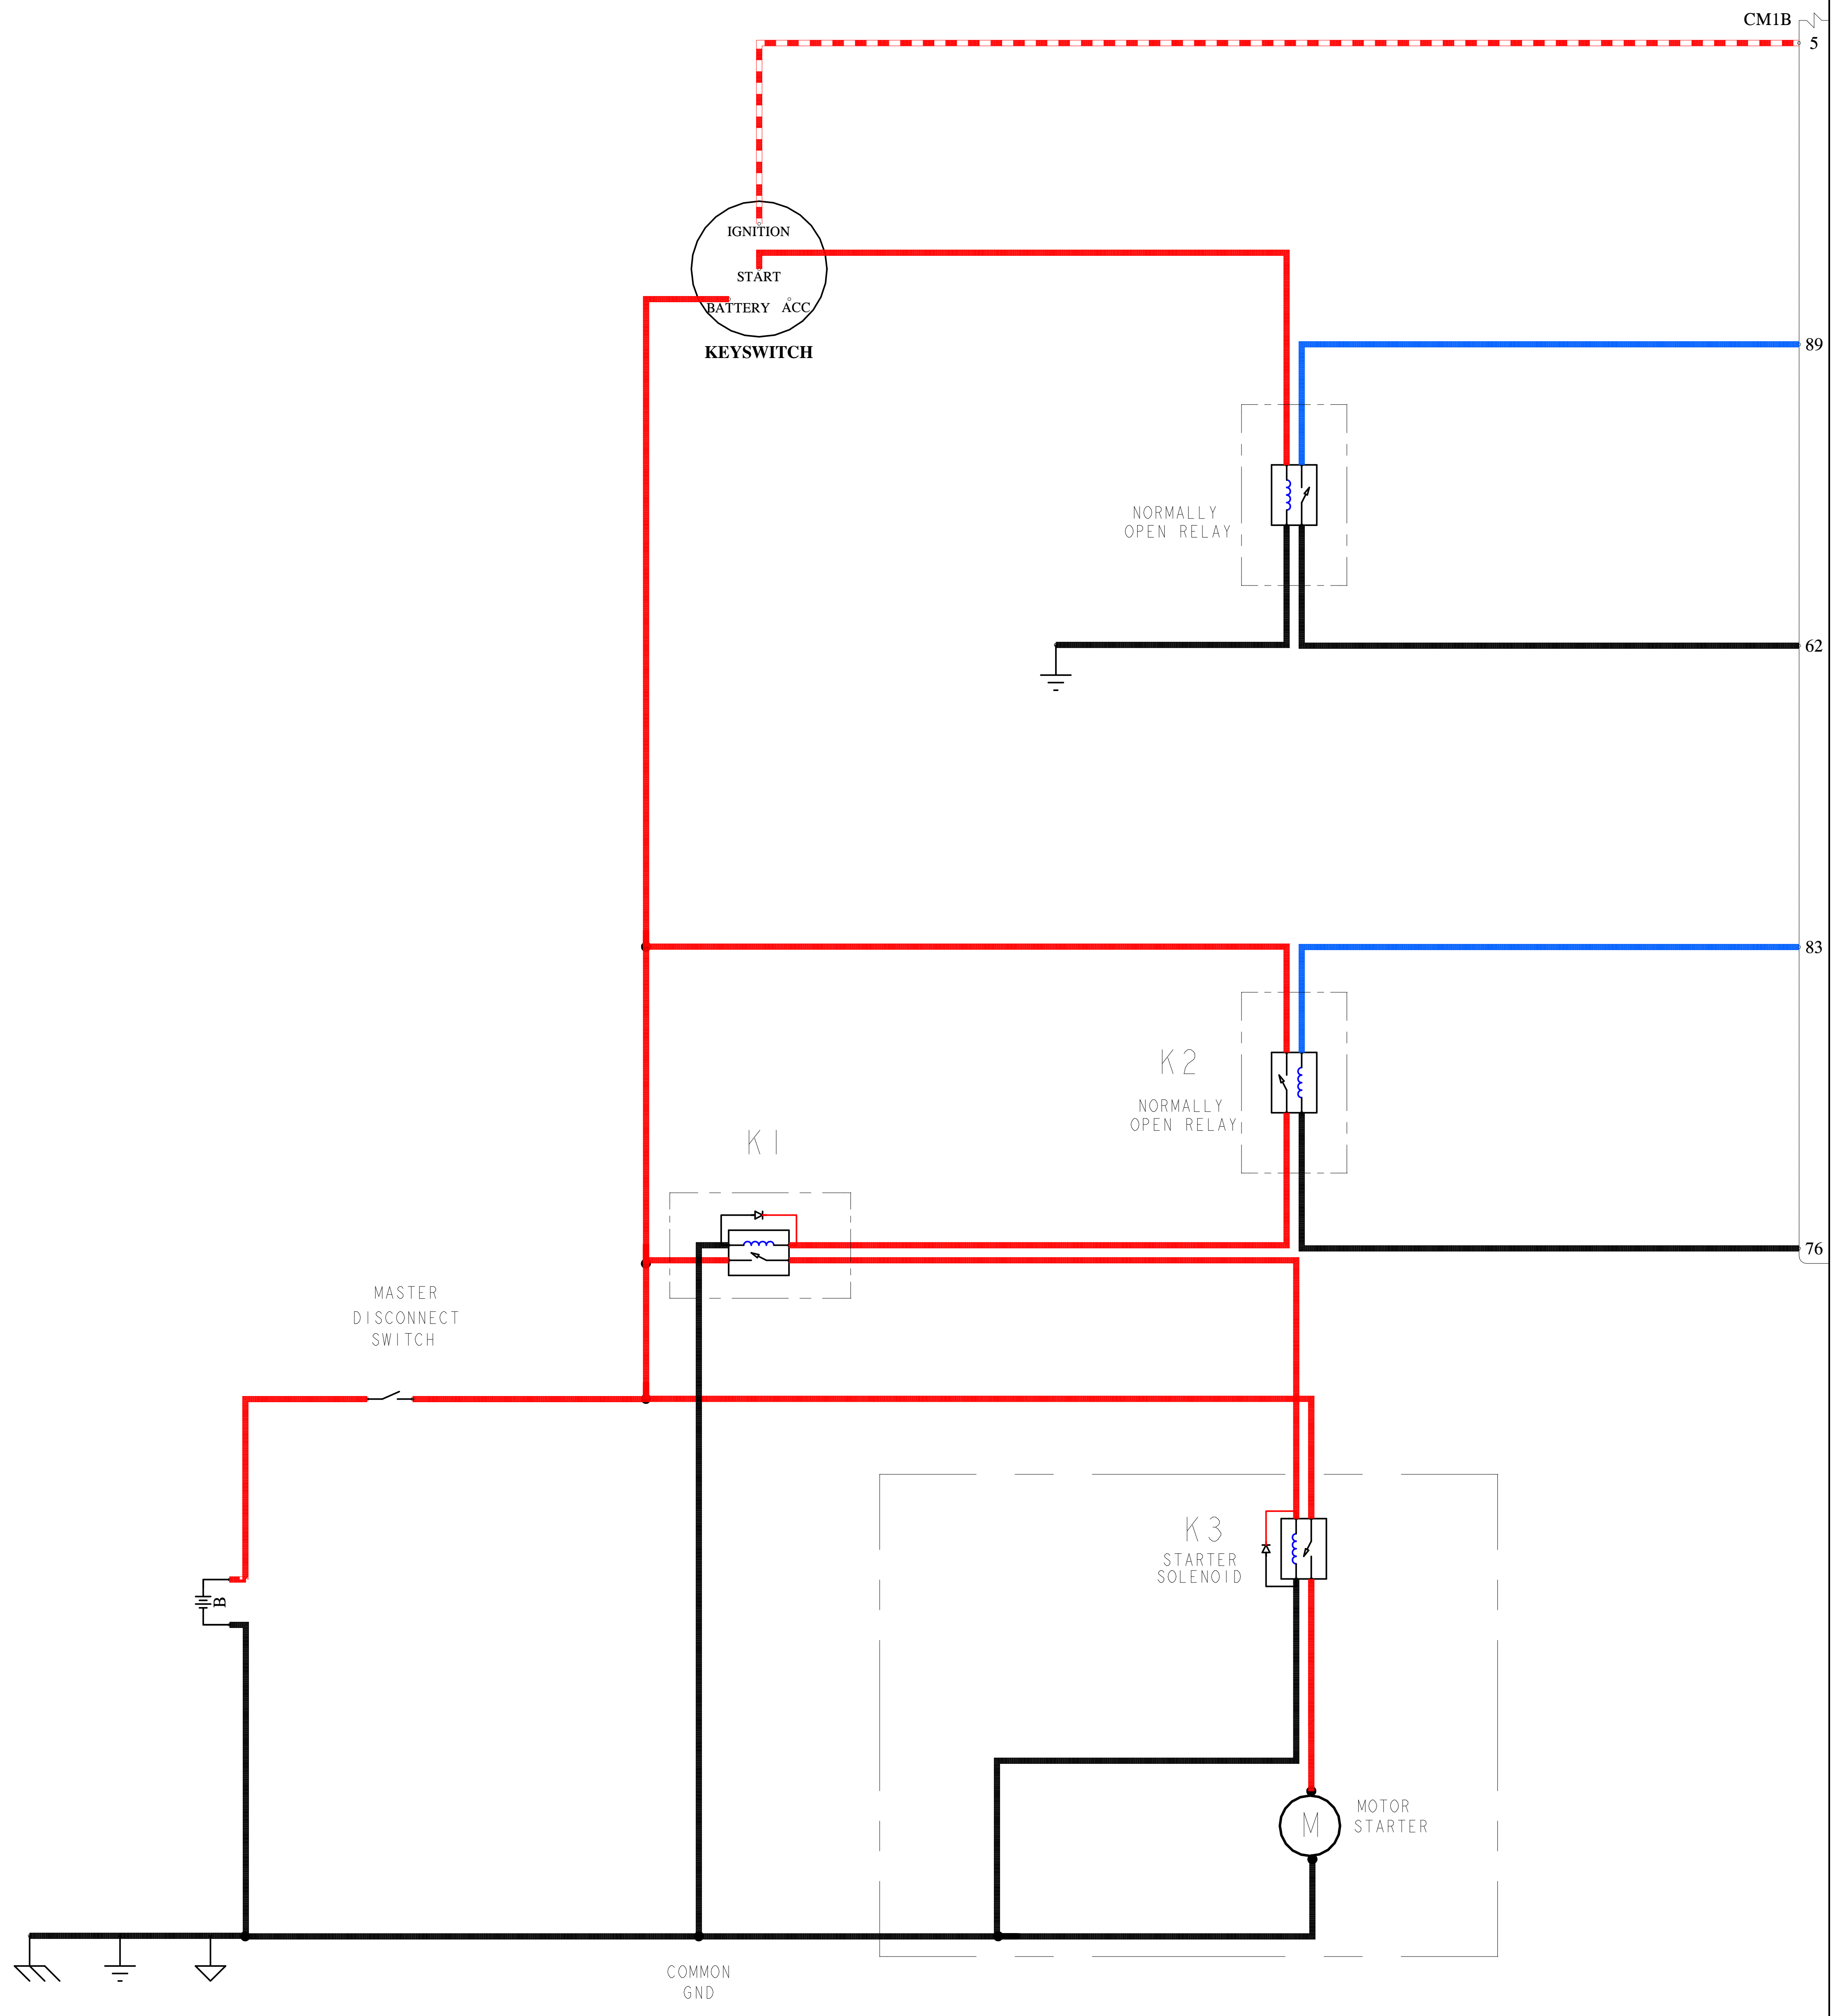 CM1B
5
IGNITION
START
BATTERY ACC
KEYSWITCH
89
NORMALLY
OPEN RELAY
62
83
K2
NORMALLY
OPEN RELAY
K1
76
MASTER
DISCONNECT
SWITCH
K3
STARTER
SOLENOID
B
M
MOTOR
STARTER
COMMON
GND